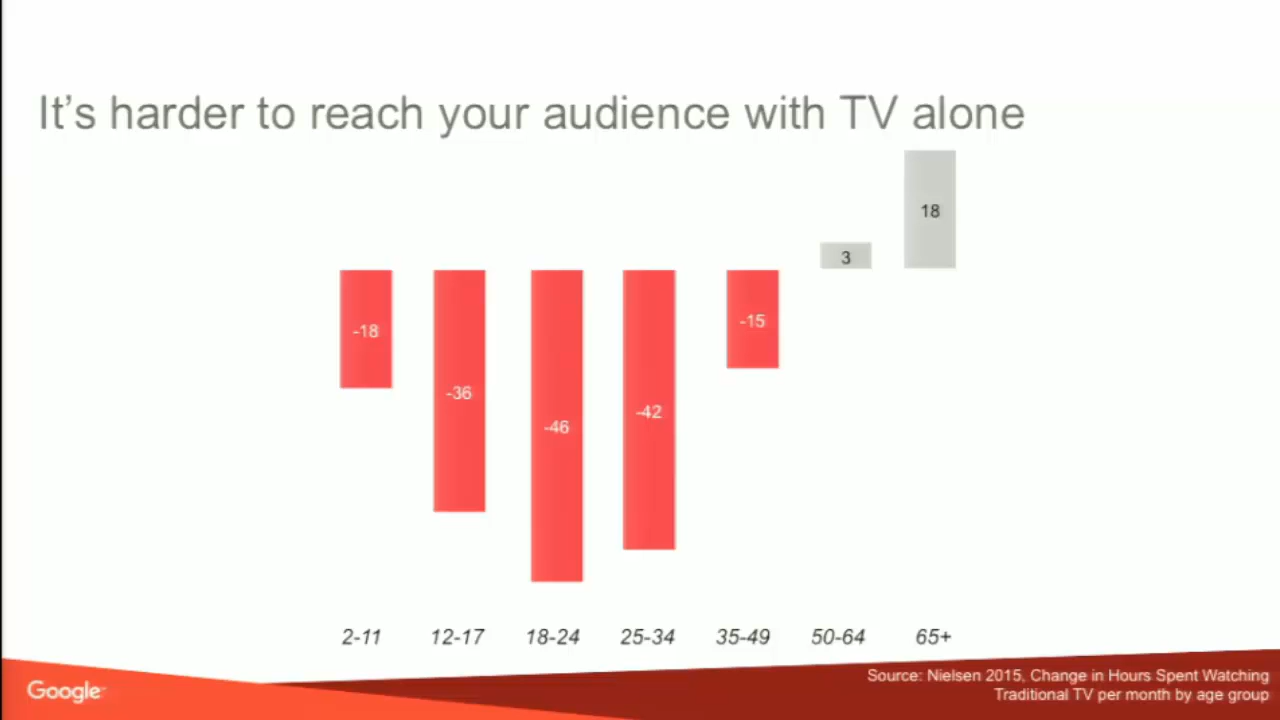 It's harder to reach your audience with TV alone
18
3
-18
-15
-36
-42
-46
2-11 12-17 18-24 25-34 35-49 50-64 65+
Source: Nielsen 2015, Change in Hours Spent Watching
Traditional TV per month by age group
Google